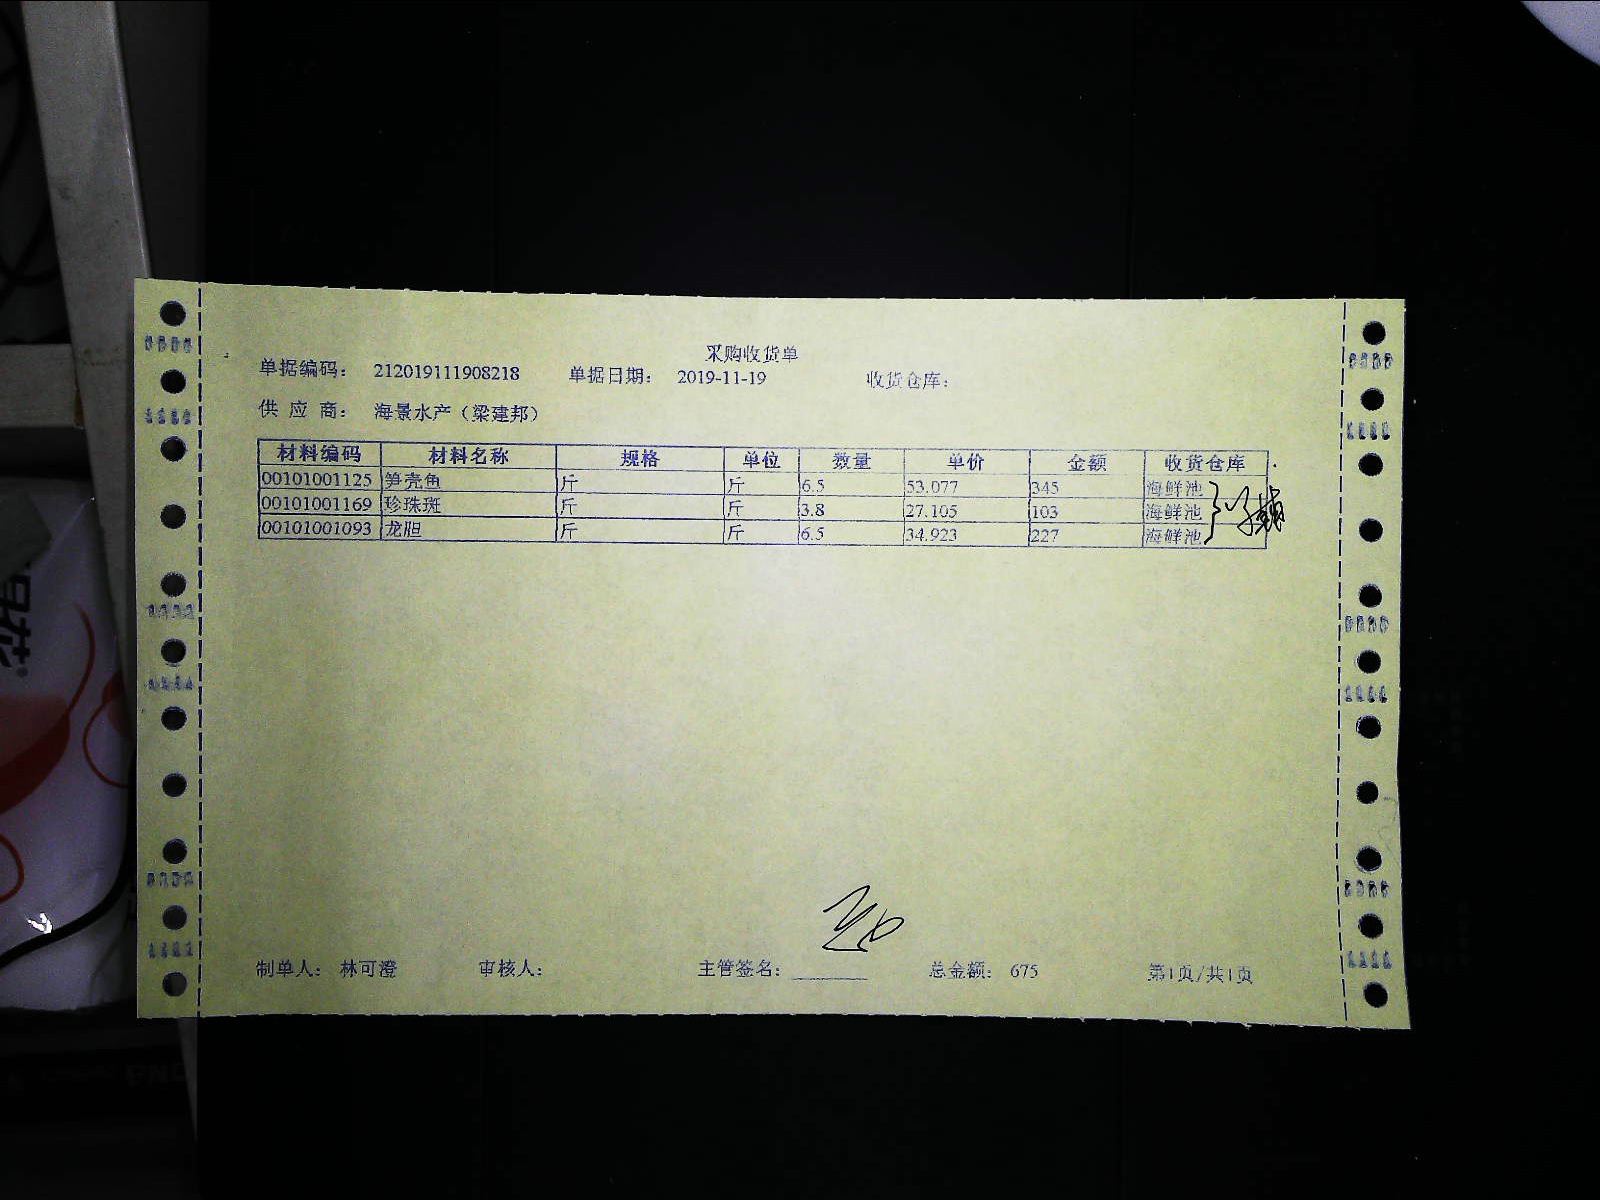 采购收货单
单据编码： 212019111908218 单据日期： 2019-11-19 收货仓库：
供 应 商： 海景水产（梁建邦）
材料编码 材料名称 规格 单位 数量 单价 金额 收货仓库
00101001125 笋壳鱼 斤 斤 6.5 53.077 345 海鲜池
00101001169 珍珠斑 斤 斤 3.8 27.105 103 海鲜池
00101001093 龙胆 斤 斤 6.5 34.923 227 海鲜池
制单人： 林可澄 审核人： 主管签名： 总金额： 675 第1页/共1页